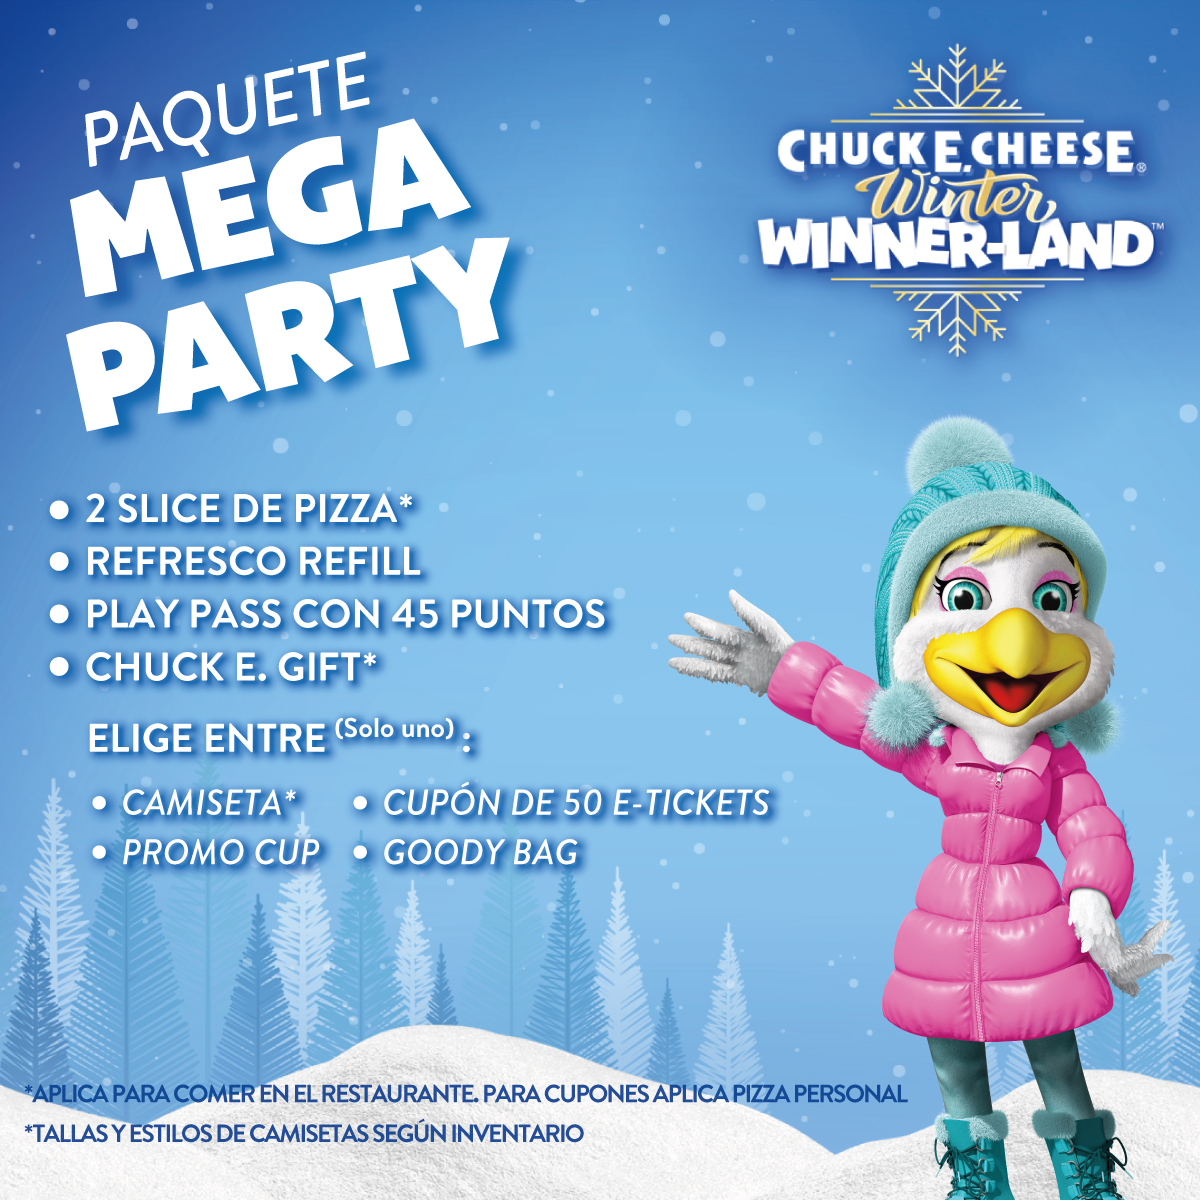 PAQUETE
MEGA
PARTY
CHUCK E. CHEESE®
Winter
WINNER-LAND™
• 2 SLICE DE PIZZA*
• REFRESCO REFILL
• PLAY PASS CON 45 PUNTOS
• CHUCK E. GIFT*
ELIGE ENTRE (Solo uno) :
• CAMISETA* • CUPÓN DE 50 E-TICKETS
• PROMO CUP • GOODY BAG
*APLICA PARA COMER EN EL RESTAURANTE. PARA CUPONES APLICA PIZZA PERSONAL
*TALLAS Y ESTILOS DE CAMISETAS SEGÚN INVENTARIO